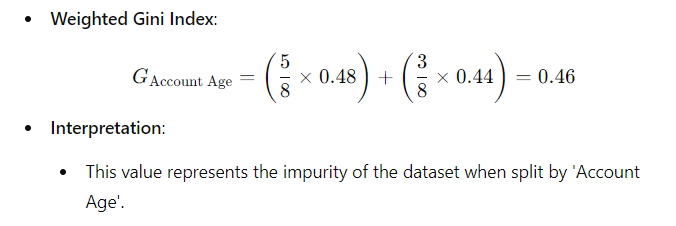 • Weighted Gini Index:
G_Account Age = (5/8 × 0.48) + (3/8 × 0.44) = 0.46
• Interpretation:
• This value represents the impurity of the dataset when split by 'Account
Age'.